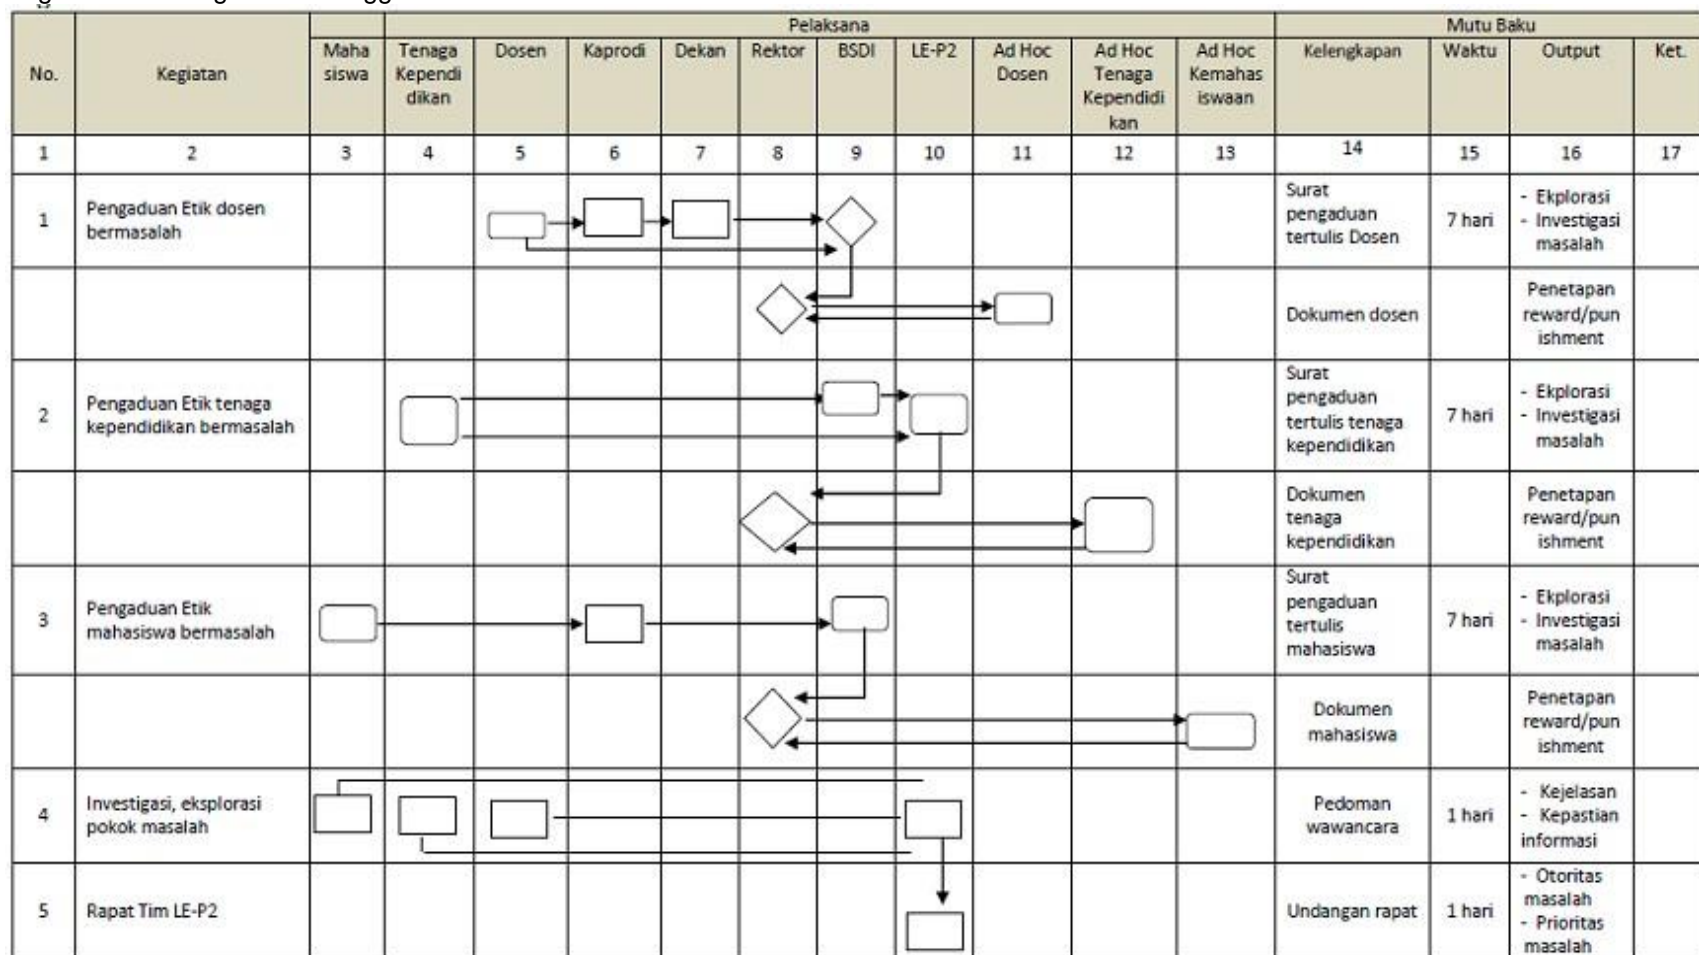 Pelaksana
Mutu Baku
No.
Kegiatan
Maha
siswa
Tenaga
Kependi
dikan
Dosen
Kaprodi
Dekan
Rektor
BSDI
LE-P2
Ad Hoc
Dosen
Ad Hoc
Tenaga
Kependidi
kan
Ad Hoc
Kemahas
iswaan
Kelengkapan
Waktu
Output
Ket.
1 2 3 4 5 6 7 8 9 10 11 12 13 14 15 16 17
1
Pengaduan Etik dosen
bermasalah
Surat
pengaduan
tertulis Dosen
7 hari
- Ekplorasi
- Investigasi
masalah
Dokumen dosen
Penetapan
reward/pun
ishment
2
Pengaduan Etik tenaga
kependidikan bermasalah
Surat
pengaduan
tertulis tenaga
kependidikan
7 hari
- Ekplorasi
- Investigasi
masalah
Dokumen
tenaga
kependidikan
Penetapan
reward/pun
ishment
3
Pengaduan Etik
mahasiswa bermasalah
Surat
pengaduan
tertulis
mahasiswa
7 hari
- Ekplorasi
- Investigasi
masalah
Dokumen
mahasiswa
Penetapan
reward/pun
ishment
4
Investigasi, eksplorasi
pokok masalah
Pedoman
wawancara
1 hari
- Kejelasan
- Kepastian
informasi
5
Rapat Tim LE-P2
Undangan rapat
1 hari
- Otoritas
masalah
- Prioritas
masalah